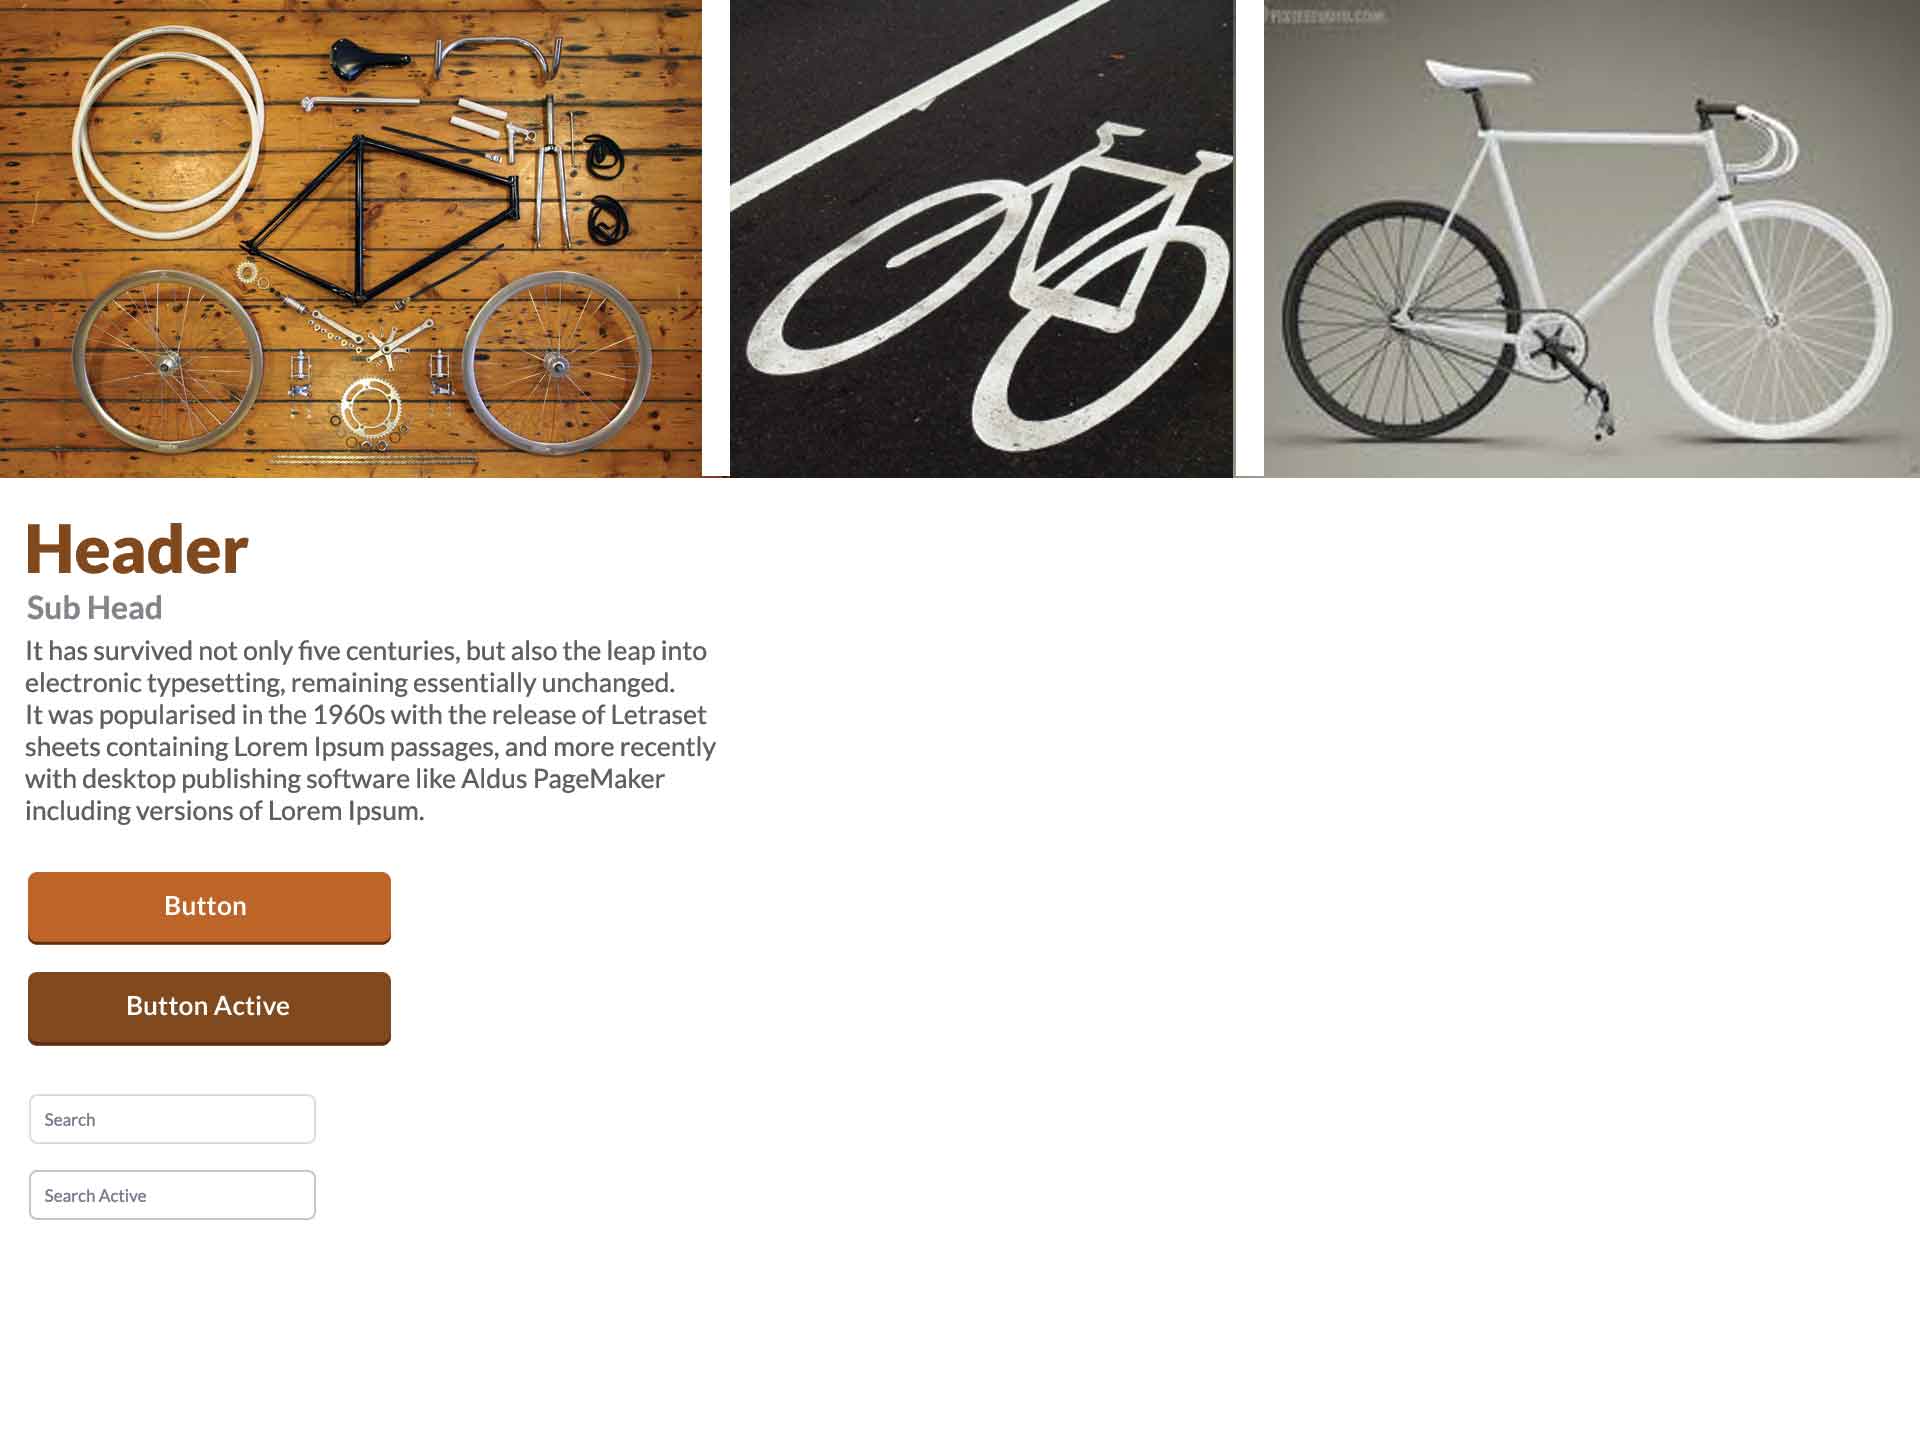 Header
Sub Head
It has survived not only five centuries, but also the leap into
electronic typesetting, remaining essentially unchanged.
It was popularised in the 1960s with the release of Letraset
sheets containing Lorem Ipsum passages, and more recently
with desktop publishing software like Aldus PageMaker
including versions of Lorem Ipsum.
Button
Button Active
Search
Search Active